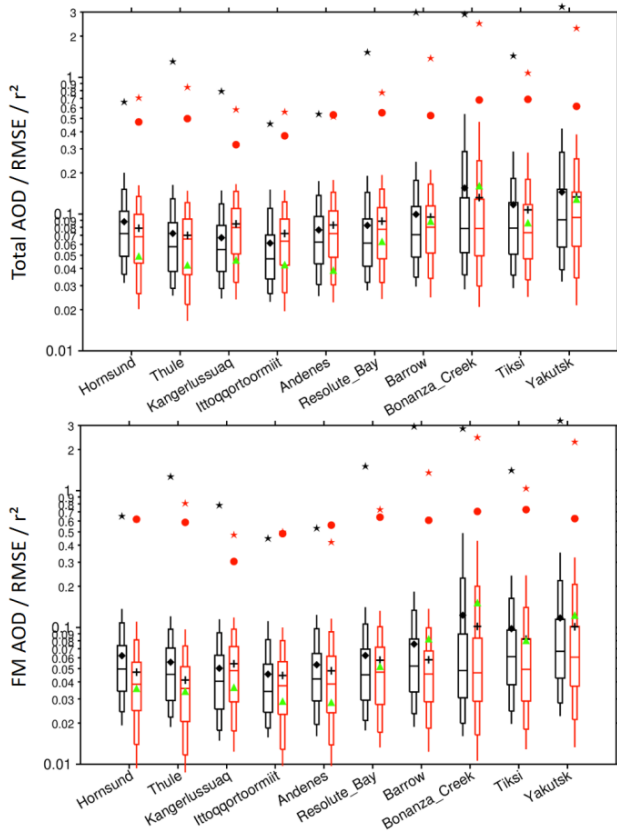 Total AOD / RMSE / r²
3
1
0.9
0.8
0.7
0.6
0.5
0.4
0.3
0.2
0.1
0.09
0.08
0.07
0.06
0.05
0.04
0.03
0.02
0.01
Hornsund
Thule
Kangerlussuaq
Ittoqqortoormiit
Andenes
Resolute_Bay
Barrow
Bonanza_Creek
Tiksi
Yakutsk
FM AOD / RMSE / r²
3
1
0.9
0.8
0.7
0.6
0.5
0.4
0.3
0.2
0.1
0.09
0.08
0.07
0.06
0.05
0.04
0.03
0.02
0.01
Hornsund
Thule
Kangerlussuaq
Ittoqqortoormiit
Andenes
Resolute_Bay
Barrow
Bonanza_Creek
Tiksi
Yakutsk